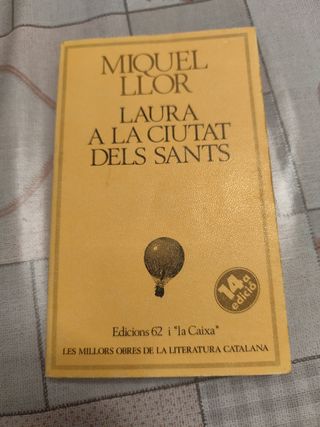 MIQUEL
LLOR
LAURA
A LA CIUTAT
DELS SANTS
14.a
edició
Edicions 62 i "la Caixa"
LES MILLORS OBRES DE LA LITERATURA CATALANA